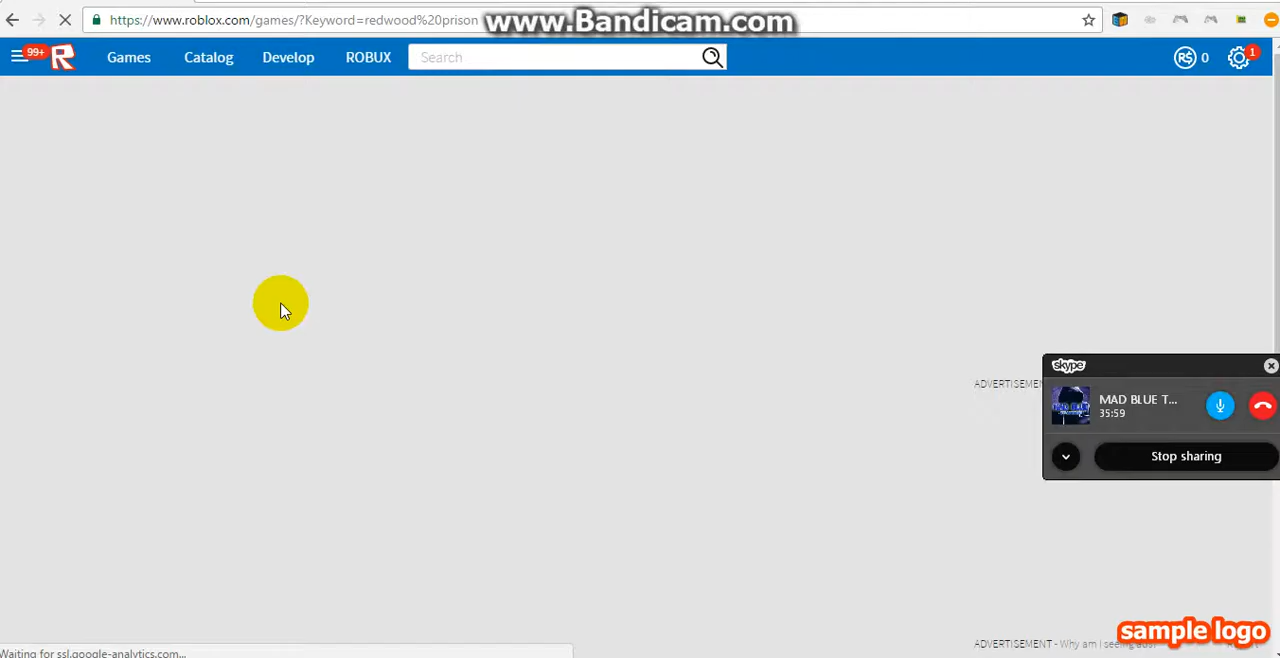 https://www.roblox.com/games/?Keyword=redwood%20prison
www.Bandicam.com
99+
Games
Catalog
Develop
ROBUX
Search
R$ 0
1
skype
ADVERTISEMEN
MAD BLUE T...
35:59
Stop sharing
sample logo
ADVERTISEMENT - Why am I seeing ads?
Waiting for ssl.google-analytics.com...